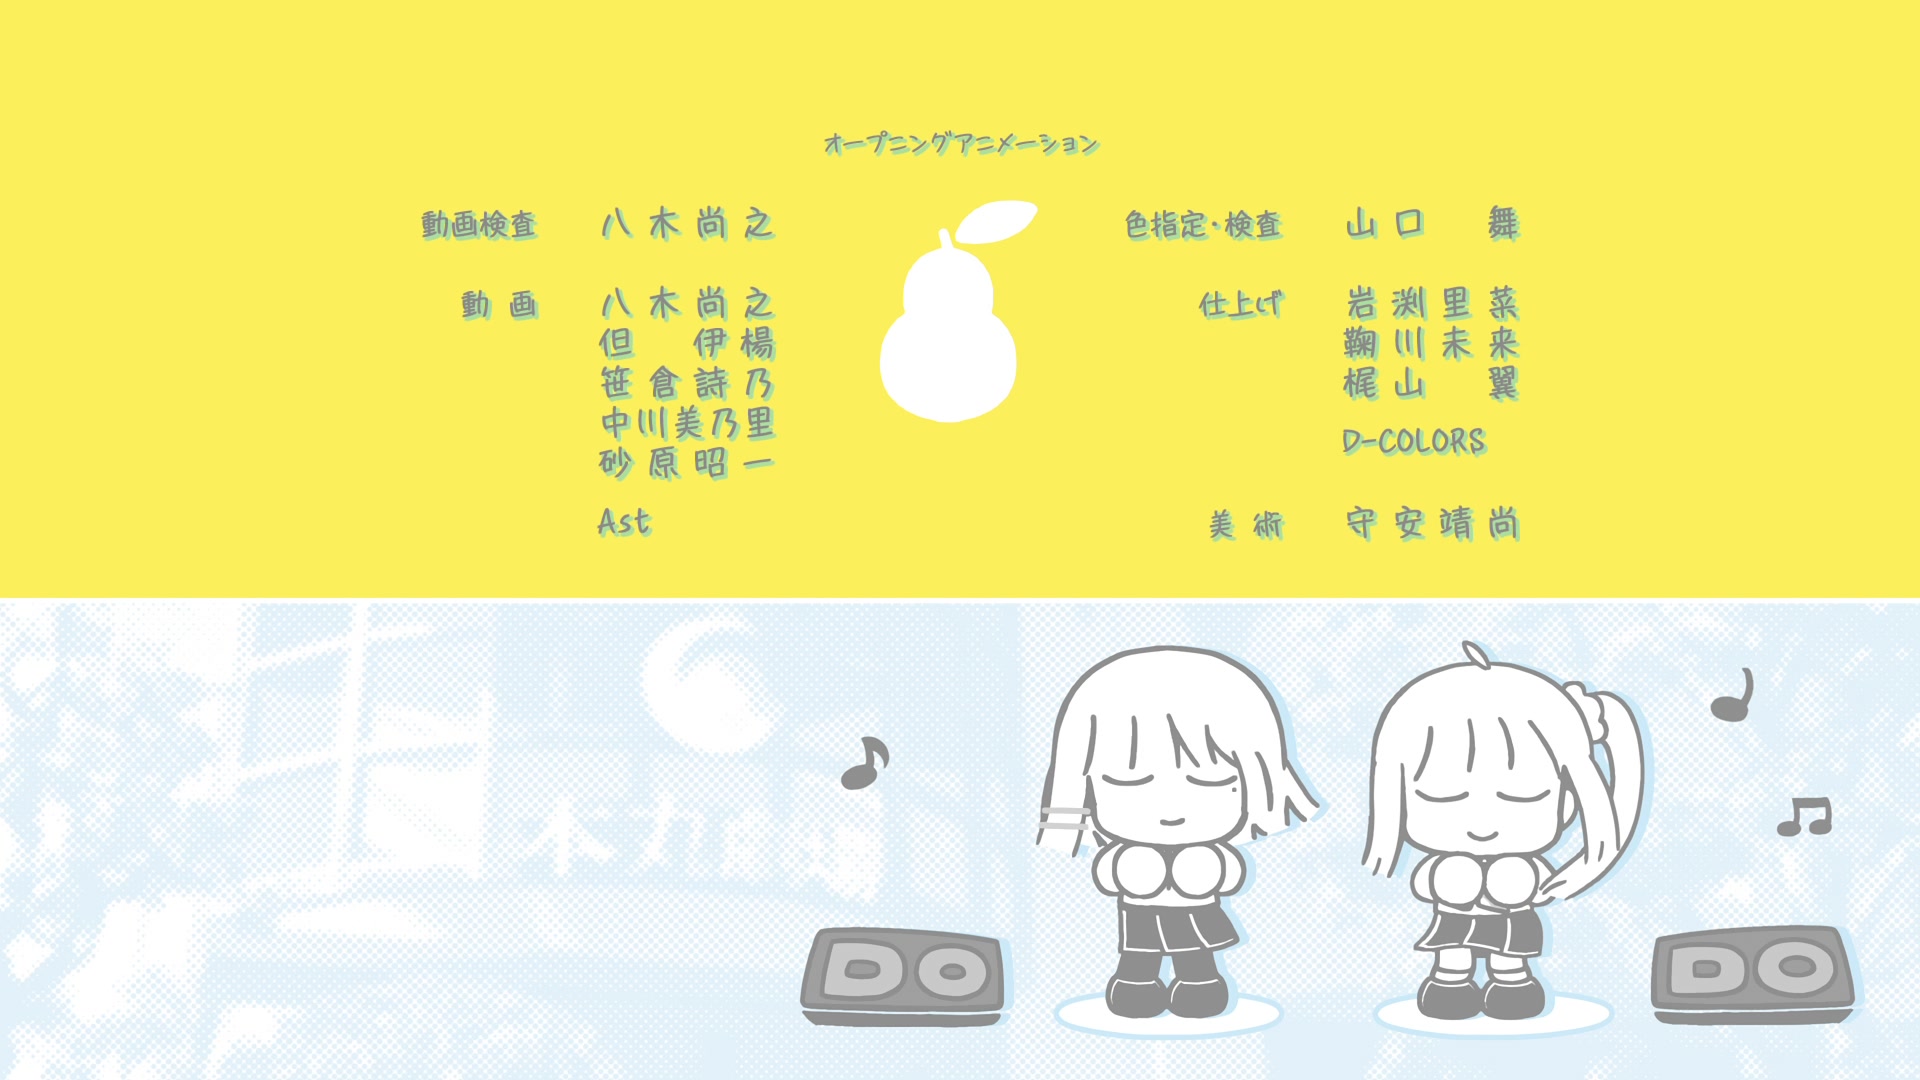 オープニングアニメーション
動画検査 八木尚之
動画 八木尚之
但 伊楊
笹倉詩乃
中川美乃里
砂原昭一
Ast
色指定・検査 山口 舞
仕上げ 岩渕里菜
鞠川未来
梶山 翼
D-COLORS
美術 守安靖尚
DO
DO